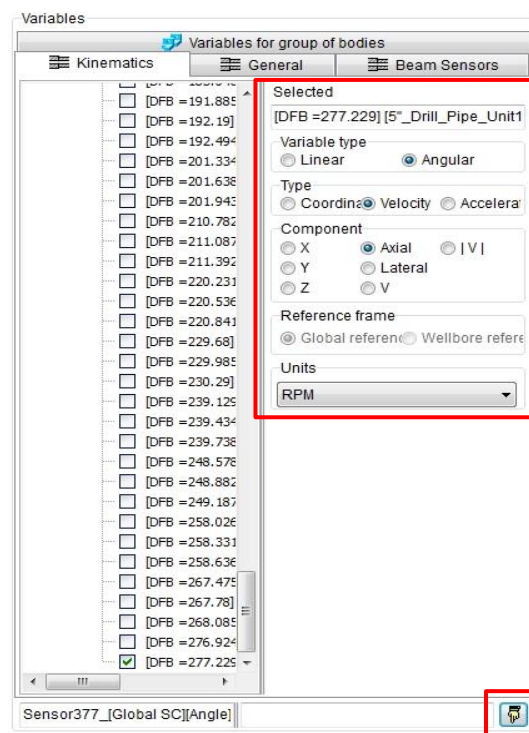 Variables
Variables for group of bodies
Kinematics
General
Beam Sensors
[DFB =191.885
[DFB =192.19]
[DFB =192.494
[DFB =201.334
[DFB =201.638
[DFB =201.943
[DFB =210.782
[DFB =211.087
[DFB =211.392
[DFB =220.231
[DFB =220.536
[DFB =220.841
[DFB =229.68]
[DFB =229.985
[DFB =230.29]
[DFB =239.129
[DFB =239.434
[DFB =239.738
[DFB =248.578
[DFB =248.882
[DFB =249.187
[DFB =258.026
[DFB =258.331
[DFB =258.636
[DFB =267.475
[DFB =267.78]
[DFB =268.085
[DFB =276.924
[DFB =277.229
Selected
[DFB =277.229] [5"_Drill_Pipe_Unit1
Variable type
Linear Angular
Type
Coordina Velocity Accelerat
Component
X Axial |V|
Y Lateral
Z V
Reference frame
Global referenc Wellbore refere
Units
RPM
Sensor377_[Global SC][Angle]